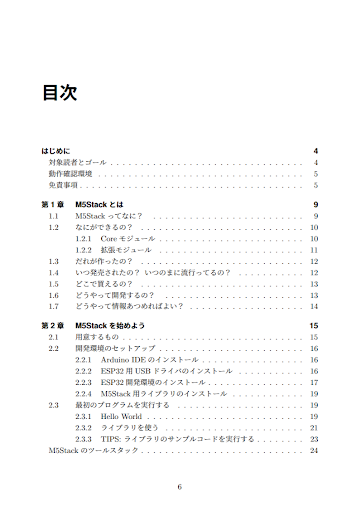 目次
はじめに 4
対象読者とゴール . . . . . . . . . . . . . . . . . . . . . . . . . . . . . . . 4
動作確認環境 . . . . . . . . . . . . . . . . . . . . . . . . . . . . . . . . . 5
免責事項 . . . . . . . . . . . . . . . . . . . . . . . . . . . . . . . . . . . . 5
第1章 M5Stack とは 9
1.1 M5Stack ってなに？ . . . . . . . . . . . . . . . . . . . . . . . . 9
1.2 なにができるの？ . . . . . . . . . . . . . . . . . . . . . . . . . 10
1.2.1 Core モジュール . . . . . . . . . . . . . . . . . . . . . . . 10
1.2.2 拡張モジュール . . . . . . . . . . . . . . . . . . . . . . . 11
1.3 だれが作ったの？ . . . . . . . . . . . . . . . . . . . . . . . . . 12
1.4 いつ発売されたの？ いつのまに流行ってるの？ . . . . . . . . . . . 12
1.5 どこで買えるの？ . . . . . . . . . . . . . . . . . . . . . . . . . 13
1.6 どうやって開発するの？ . . . . . . . . . . . . . . . . . . . . . . 13
1.7 どうやって情報あつめればよい？ . . . . . . . . . . . . . . . . . . 14
第2章 M5Stack を始めよう 15
2.1 用意するもの . . . . . . . . . . . . . . . . . . . . . . . . . . . 15
2.2 開発環境のセットアップ . . . . . . . . . . . . . . . . . . . . . . 16
2.2.1 Arduino IDE のインストール . . . . . . . . . . . . . . . . . 16
2.2.2 ESP32 用 USB ドライバのインストール . . . . . . . . . . . 16
2.2.3 ESP32 開発環境のインストール . . . . . . . . . . . . . . . . 17
2.2.4 M5Stack 用ライブラリのインストール . . . . . . . . . . . . 19
2.3 最初のプログラムを実行する . . . . . . . . . . . . . . . . . . . . 19
2.3.1 Hello World . . . . . . . . . . . . . . . . . . . . . . . . . 19
2.3.2 ライブラリを使う . . . . . . . . . . . . . . . . . . . . . . 21
2.3.3 TIPS: ライブラリのサンプルコードを実行する . . . . . . . . 23
M5Stack のツールスタック . . . . . . . . . . . . . . . . . . . . . . . . . . 24
6